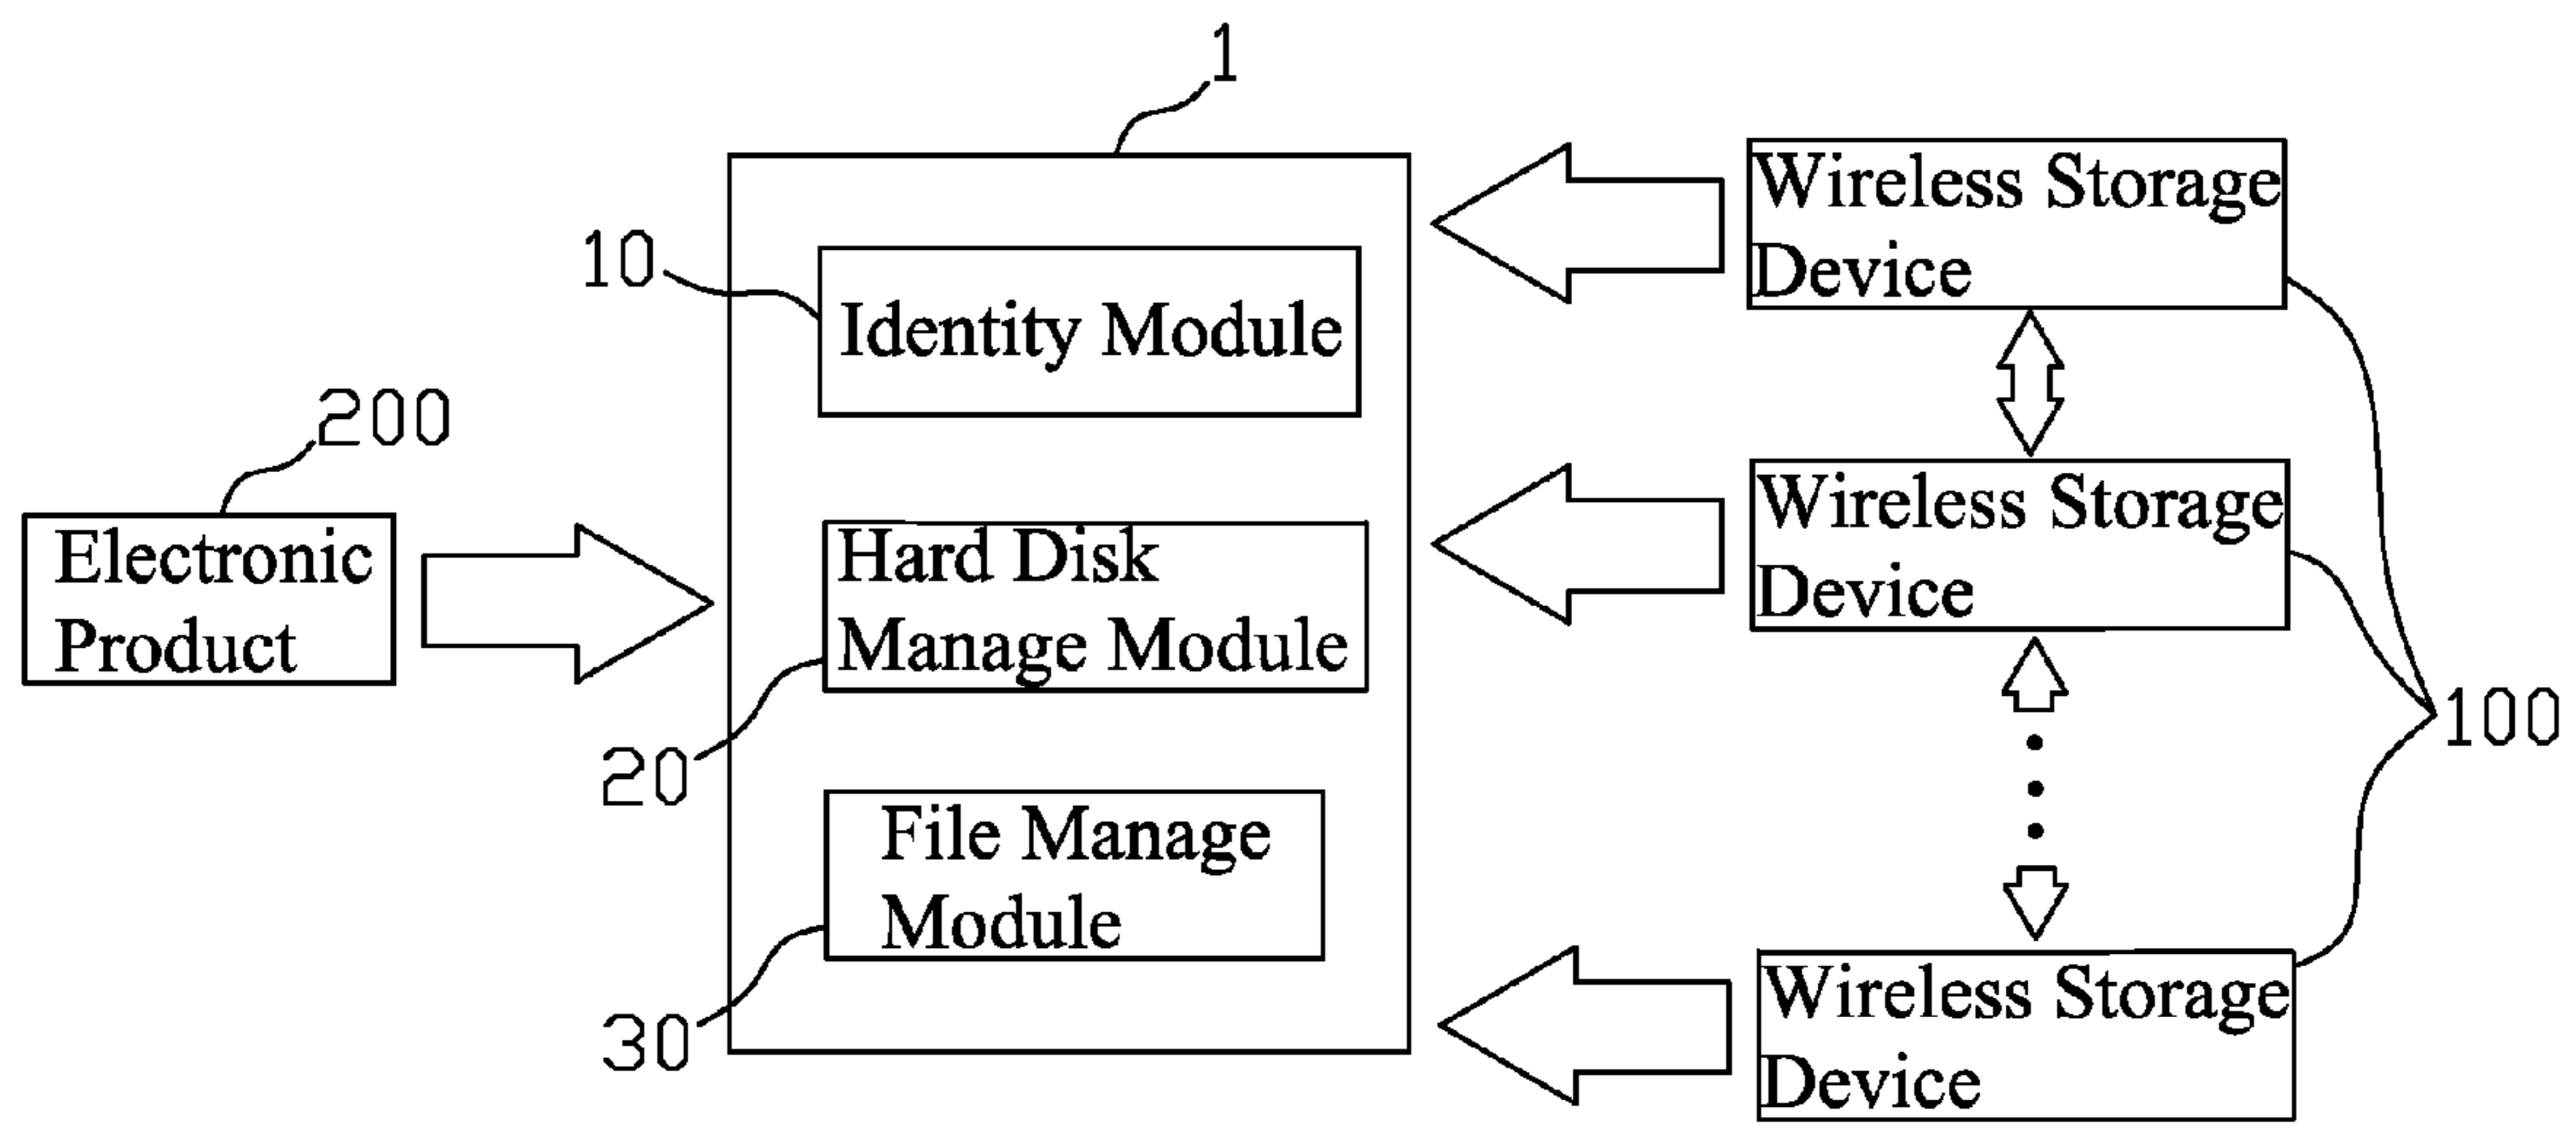 1
Wireless Storage
Device
10
Identity Module
200
Wireless Storage
Device
Electronic
Product
Hard Disk
Manage Module
100
20
File Manage
Module
30
Wireless Storage
Device